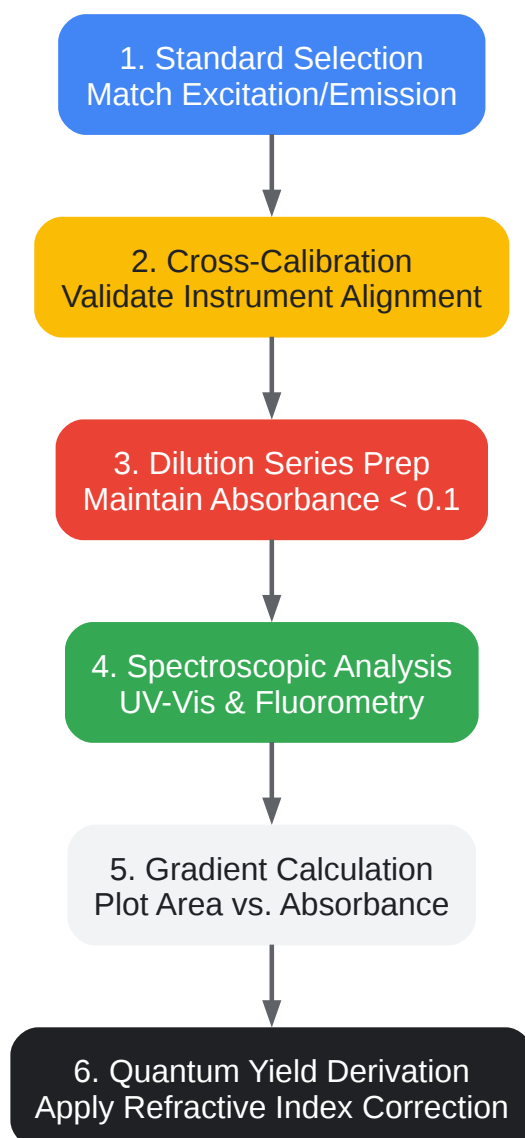 1. Standard Selection
Match Excitation/Emission
2. Cross-Calibration
Validate Instrument Alignment
3. Dilution Series Prep
Maintain Absorbance < 0.1
4. Spectroscopic Analysis
UV-Vis & Fluorometry
5. Gradient Calculation
Plot Area vs. Absorbance
6. Quantum Yield Derivation
Apply Refractive Index Correction